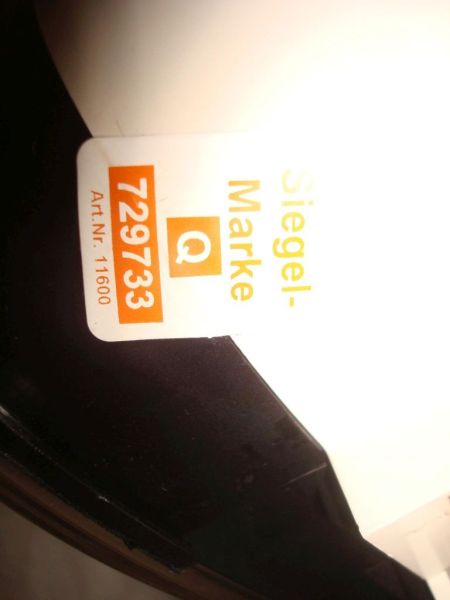 Siegel-
Marke
Q
729733
Art.Nr. 11600